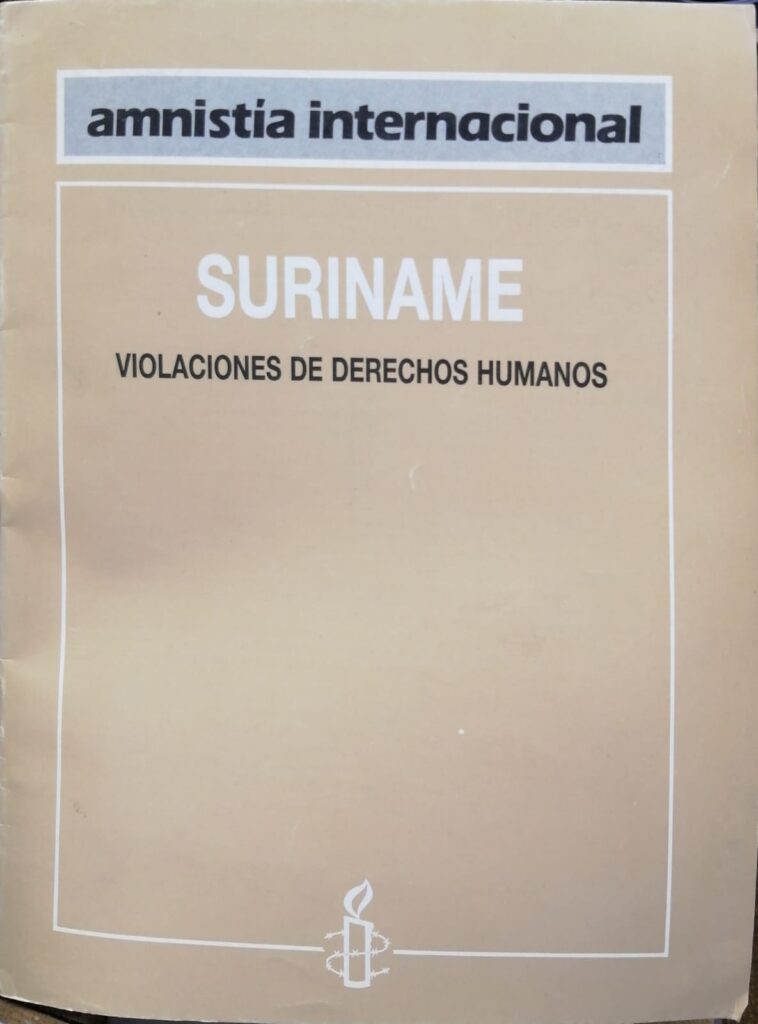 amnistía internacional
SURINAME
VIOLACIONES DE DERECHOS HUMANOS